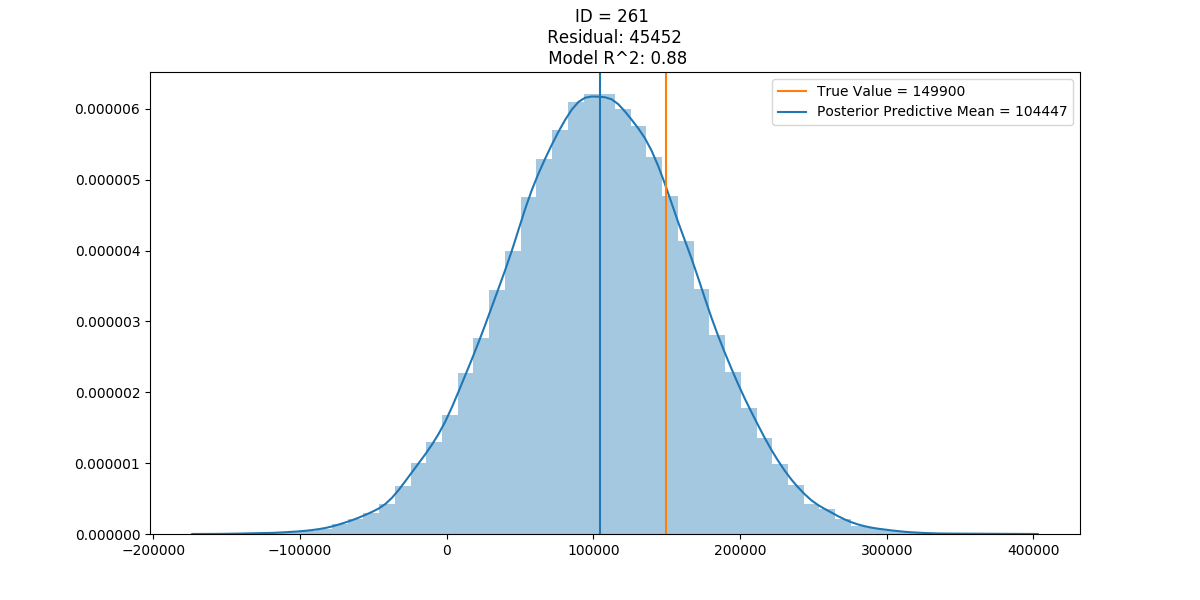 ID = 261
Residual: 45452
Model R^2: 0.88
True Value = 149900
Posterior Predictive Mean = 104447
0.000006
0.000005
0.000004
0.000003
0.000002
0.000001
0.000000
−200000 −100000 0 100000 200000 300000 400000